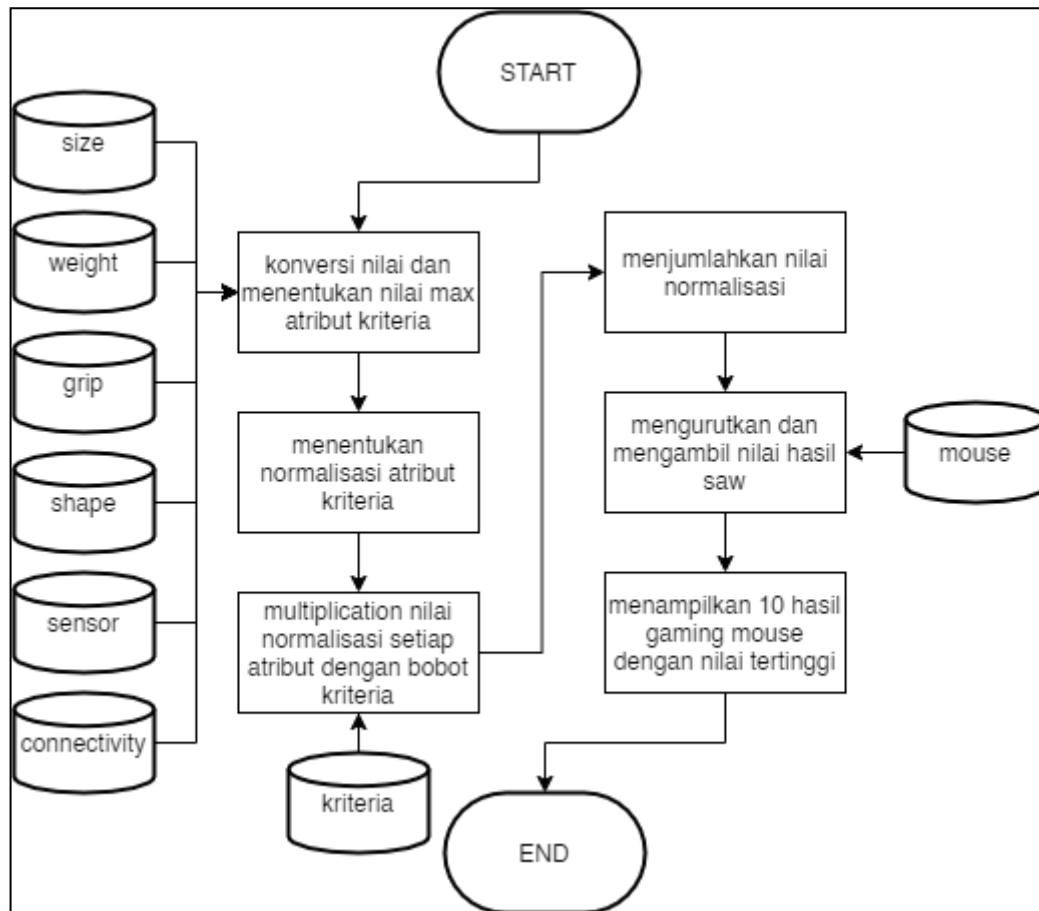 START
size
weight
grip
shape
sensor
connectivity
konversi nilai dan
menentukan nilai max
atribut kriteria
menentukan
normalisasi atribut
kriteria
multiplication nilai
normalisasi setiap
atribut dengan bobot
kriteria
kriteria
menjumlahkan nilai
normalisasi
mengurutkan dan
mengambil nilai hasil
saw
mouse
menampilkan 10 hasil
gaming mouse
dengan nilai tertinggi
END